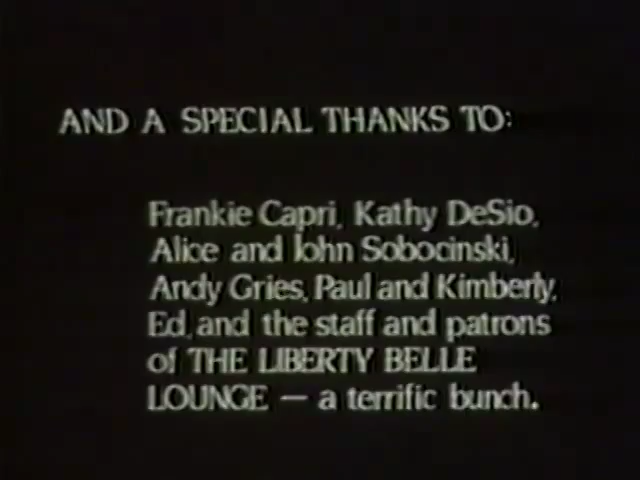 AND A SPECIAL THANKS TO:
Frankie Capri, Kathy DeSio,
Alice and John Sobocinski,
Andy Gries, Paul and Kimberly,
Ed, and the staff and patrons
of THE LIBERTY BELLE
LOUNGE — a terrific bunch.